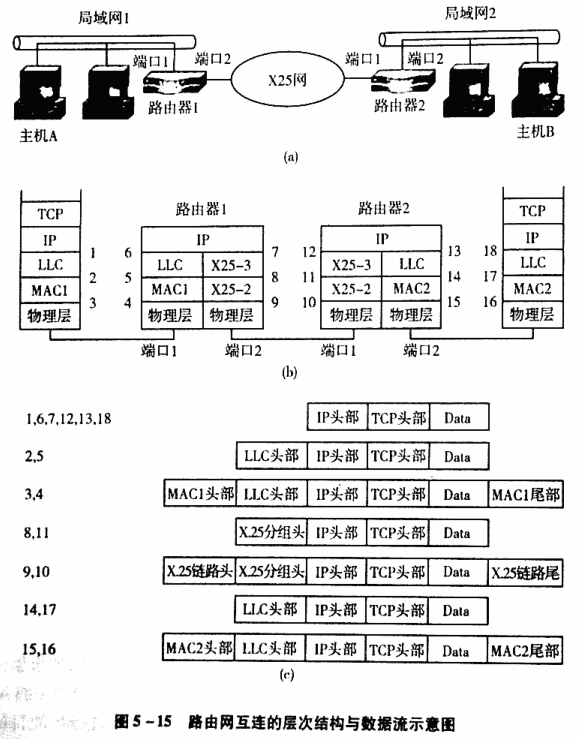 局域网1 局域网2
端口1 端口2 端口1 端口2
X25网
路由器1 路由器2
主机A 主机B
(a)
路由器1 路由器2
TCP TCP
IP IP IP IP
1 6 7 12 13 18
LLC LLC X25-3 X25-3 LLC LLC
2 5 8 11 14 17
MAC1 MAC1 X25-2 X25-2 MAC2 MAC2
3 4 9 10 15 16
物理层 物理层 物理层 物理层 物理层 物理层
端口1 端口2 端口1 端口2
(b)
1,6,7,12,13,18 IP头部 TCP头部 Data
2,5 LLC头部 IP头部 TCP头部 Data
3,4 MAC1头部 LLC头部 IP头部 TCP头部 Data MAC1尾部
8,11 X.25分组头 IP头部 TCP头部 Data
9,10 X.25链路头 X.25分组头 IP头部 TCP头部 Data X.25链路尾
14,17 LLC头部 IP头部 TCP头部 Data
15,16 MAC2头部 LLC头部 IP头部 TCP头部 Data MAC2尾部
(c)
图5-15 路由网互连的层次结构与数据流示意图